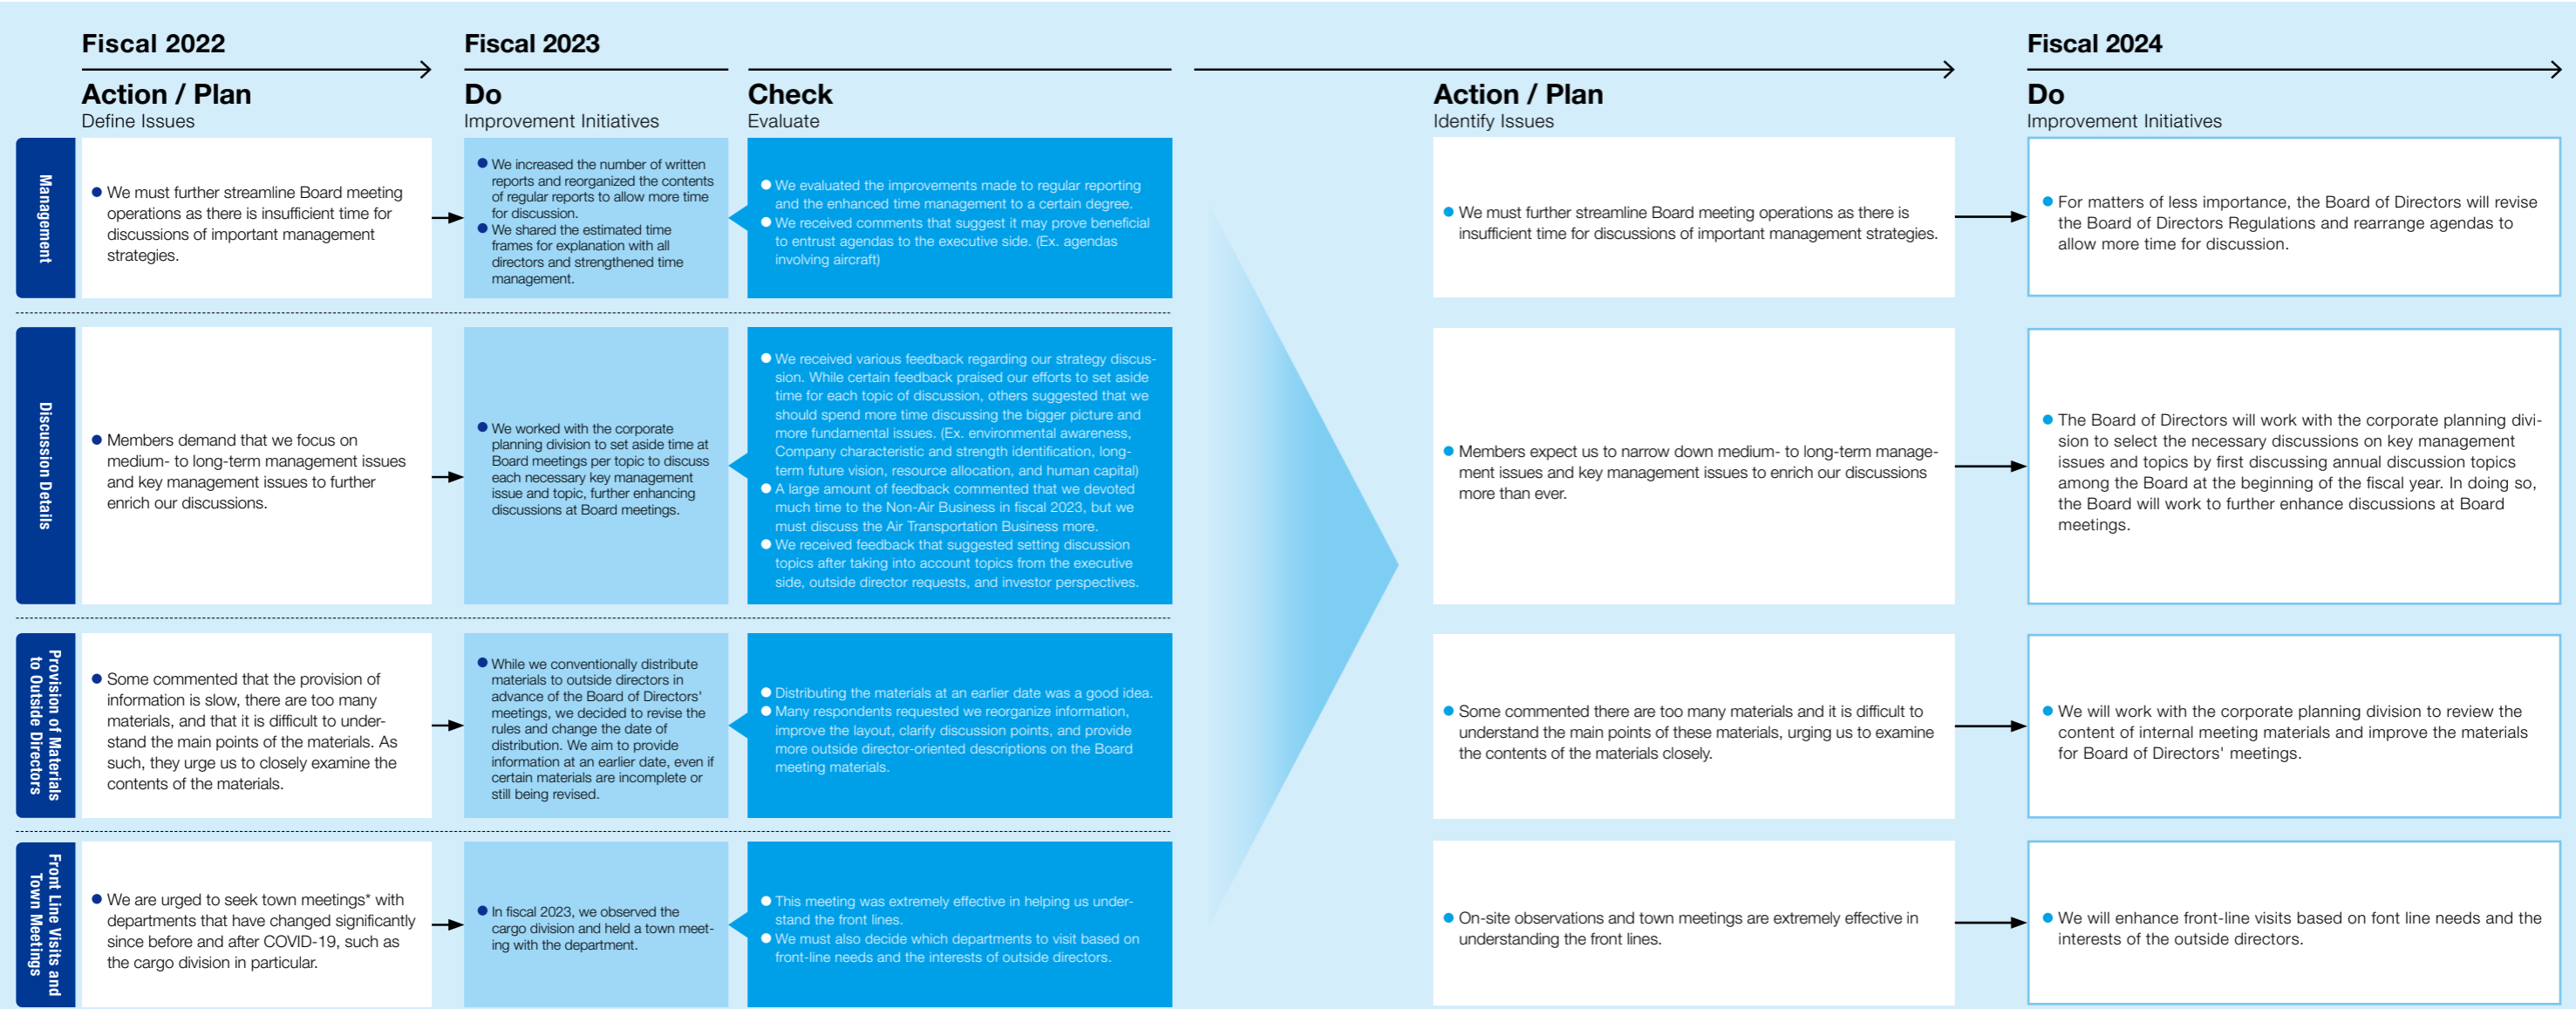 Fiscal 2022
Action / Plan
Define Issues
Fiscal 2023
Do
Improvement Initiatives
Check
Evaluate
Action / Plan
Identify Issues
Fiscal 2024
Do
Improvement Initiatives
Management
● We must further streamline Board meeting
operations as there is insufficient time for
discussions of important management
strategies.
● We increased the number of written
reports and reorganized the contents
of regular reports to allow more time
for discussion.
● We shared the estimated time
frames for explanation with all
directors and strengthened time
management.
● We evaluated the improvements made to regular reporting
and the enhanced time management to a certain degree.
● We received comments that suggest it may prove beneficial
to entrust agendas to the executive side. (Ex. agendas
involving aircraft)
● We must further streamline Board meeting operations as there is
insufficient time for discussions of important management strategies.
● For matters of less importance, the Board of Directors will revise
the Board of Directors Regulations and rearrange agendas to
allow more time for discussion.
Discussion Details
● Members demand that we focus on
medium- to long-term management issues
and key management issues to further
enrich our discussions.
● We worked with the corporate
planning division to set aside time at
Board meetings per topic to discuss
each necessary key management
issue and topic, further enhancing
discussions at Board meetings.
● We received various feedback regarding our strategy discus-
sion. While certain feedback praised our efforts to set aside
time for each topic of discussion, others suggested that we
should spend more time discussing the bigger picture and
more fundamental issues. (Ex. environmental awareness,
Company characteristic and strength identification, long-
term future vision, resource allocation, and human capital)
● A large amount of feedback commented that we devoted
much time to the Non-Air Business in fiscal 2023, but we
must discuss the Air Transportation Business more.
● We received feedback that suggested setting discussion
topics after taking into account topics from the executive
side, outside director requests, and investor perspectives.
● Members expect us to narrow down medium- to long-term manage-
ment issues and key management issues to enrich our discussions
more than ever.
● The Board of Directors will work with the corporate planning divi-
sion to select the necessary discussions on key management
issues and topics by first discussing annual discussion topics
among the Board at the beginning of the fiscal year. In doing so,
the Board will work to further enhance discussions at Board
meetings.
Provision of Materials
to Outside Directors
● Some commented that the provision of
information is slow, there are too many
materials, and that it is difficult to under-
stand the main points of the materials. As
such, they urge us to closely examine the
contents of the materials.
● While we conventionally distribute
materials to outside directors in
advance of the Board of Directors'
meetings, we decided to revise the
rules and change the date of
distribution. We aim to provide
information at an earlier date, even if
certain materials are incomplete or
still being revised.
● Distributing the materials at an earlier date was a good idea.
● Many respondents requested we reorganize information,
improve the layout, clarify discussion points, and provide
more outside director-oriented descriptions on the Board
meeting materials.
● Some commented there are too many materials and it is difficult to
understand the main points of these materials, urging us to examine
the contents of the materials closely.
● We will work with the corporate planning division to review the
content of internal meeting materials and improve the materials
for Board of Directors' meetings.
Front Line Visits and
Town Meetings
● We are urged to seek town meetings* with
departments that have changed significantly
since before and after COVID-19, such as
the cargo division in particular.
● In fiscal 2023, we observed the
cargo division and held a town meet-
ing with the department.
● This meeting was extremely effective in helping us under-
stand the front lines.
● We must also decide which departments to visit based on
front-line needs and the interests of outside directors.
● On-site observations and town meetings are extremely effective in
understanding the front lines.
● We will enhance front-line visits based on font line needs and the
interests of the outside directors.